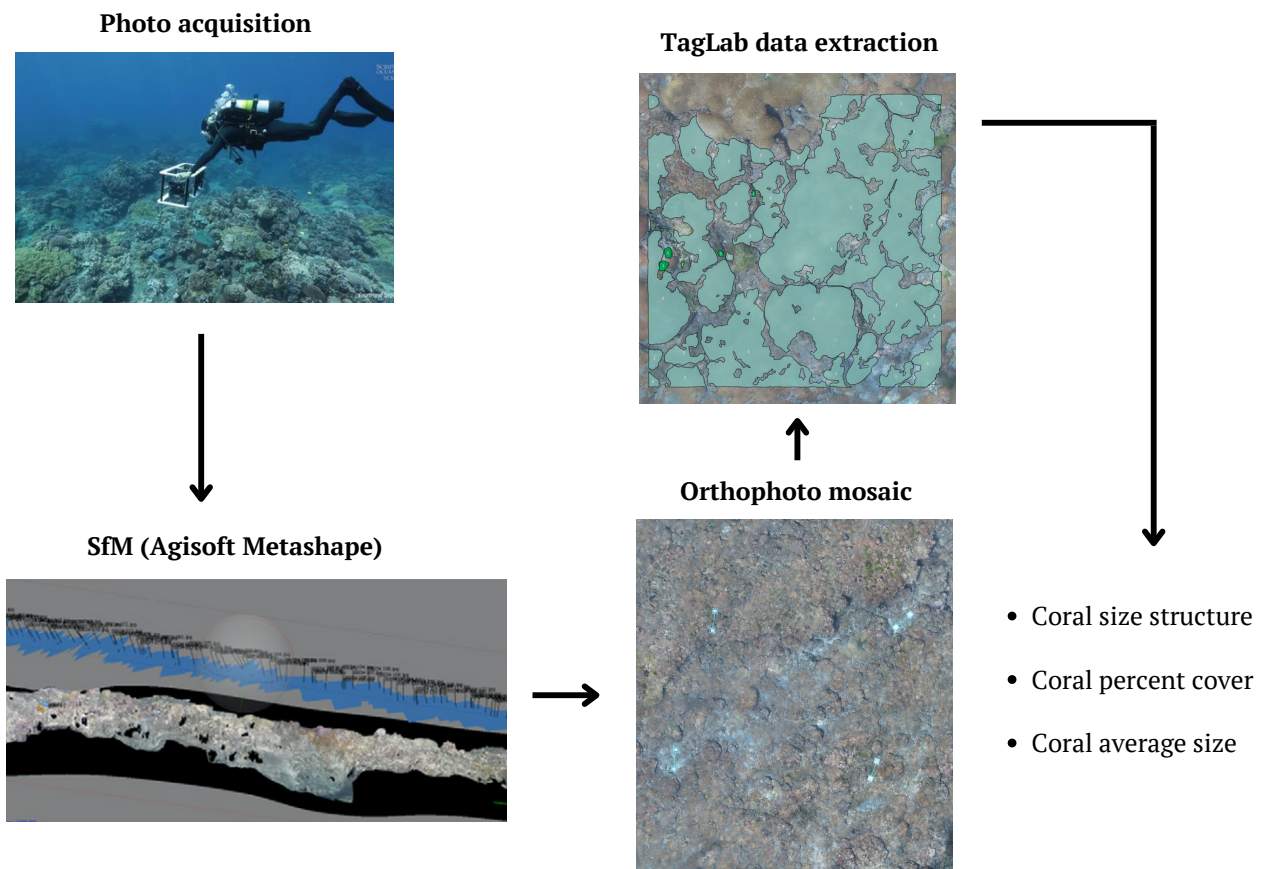 Photo acquisition
TagLab data extraction
Orthophoto mosaic
SfM (Agisoft Metashape)
• Coral size structure
• Coral percent cover
• Coral average size